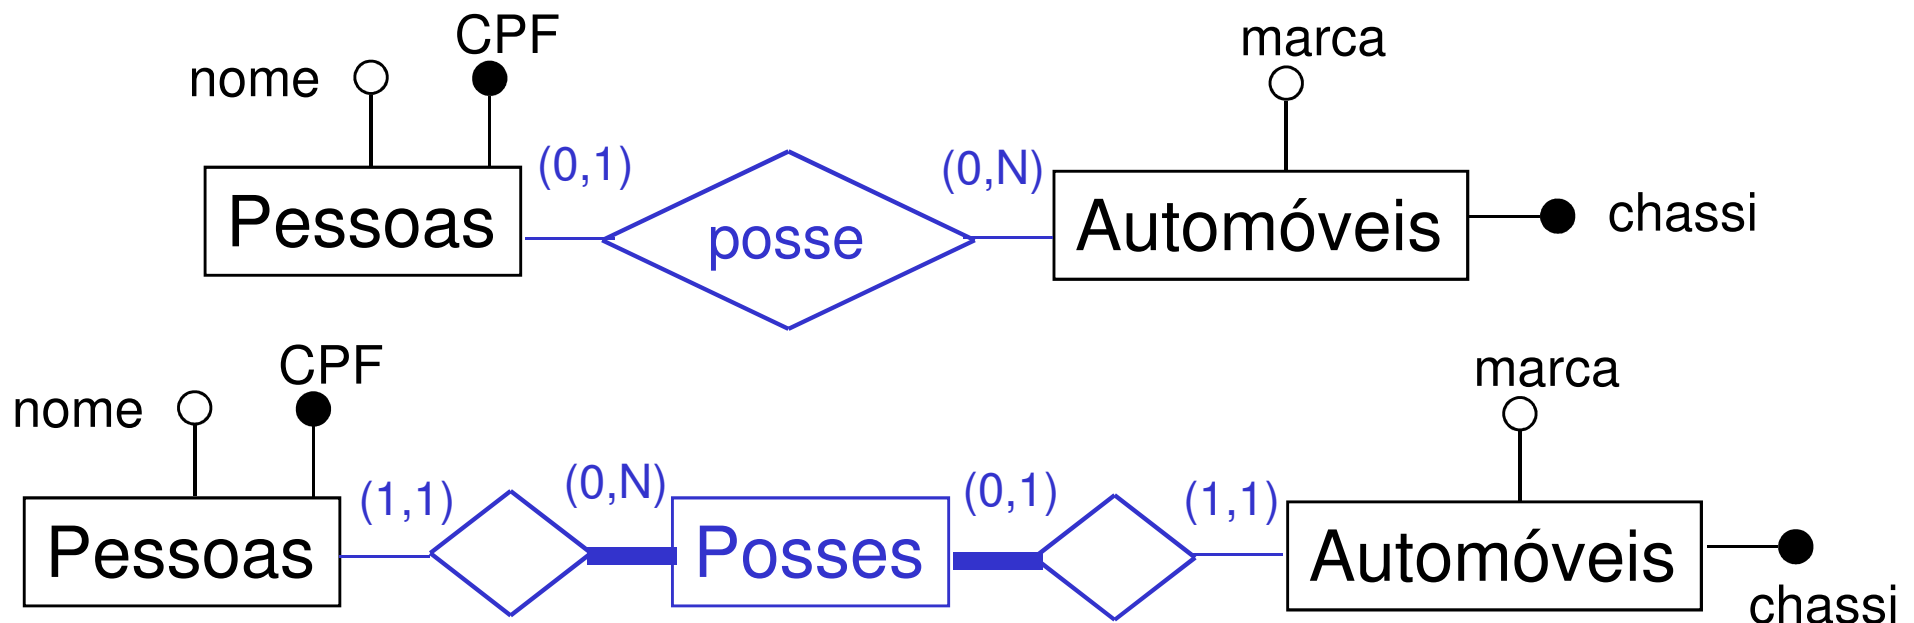 CPF
nome
marca
(0,1)
(0,N)
Pessoas
posse
Automóveis
chassi
CPF
nome
marca
(1,1)
(0,N)
(0,1)
(1,1)
Pessoas
Posses
Automóveis
chassi